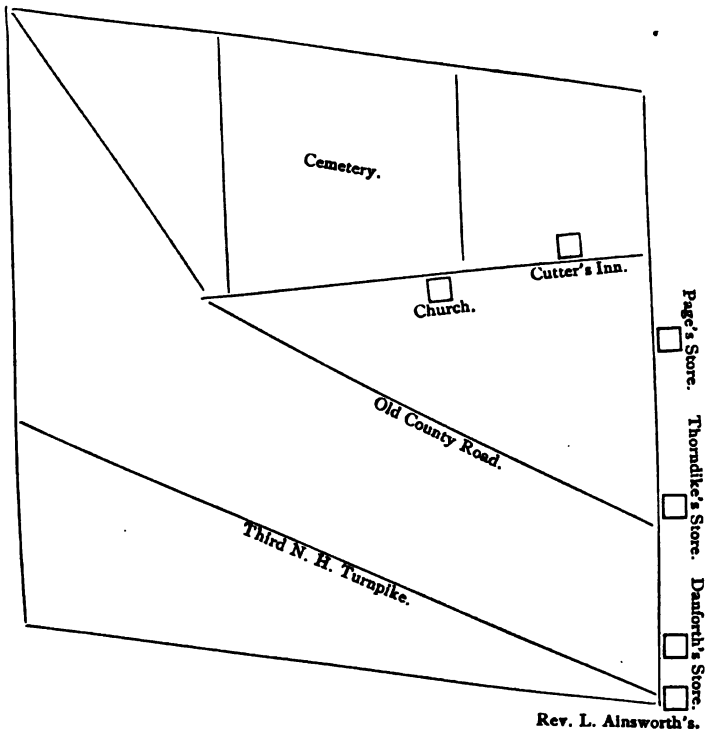 Cemetery.
Cutter's Inn.
Church.
Page's Store.
Old County Road.
Thorndike's Store.
Third N. H. Turnpike.
Danforth's Store.
Rev. L. Ainsworth's.